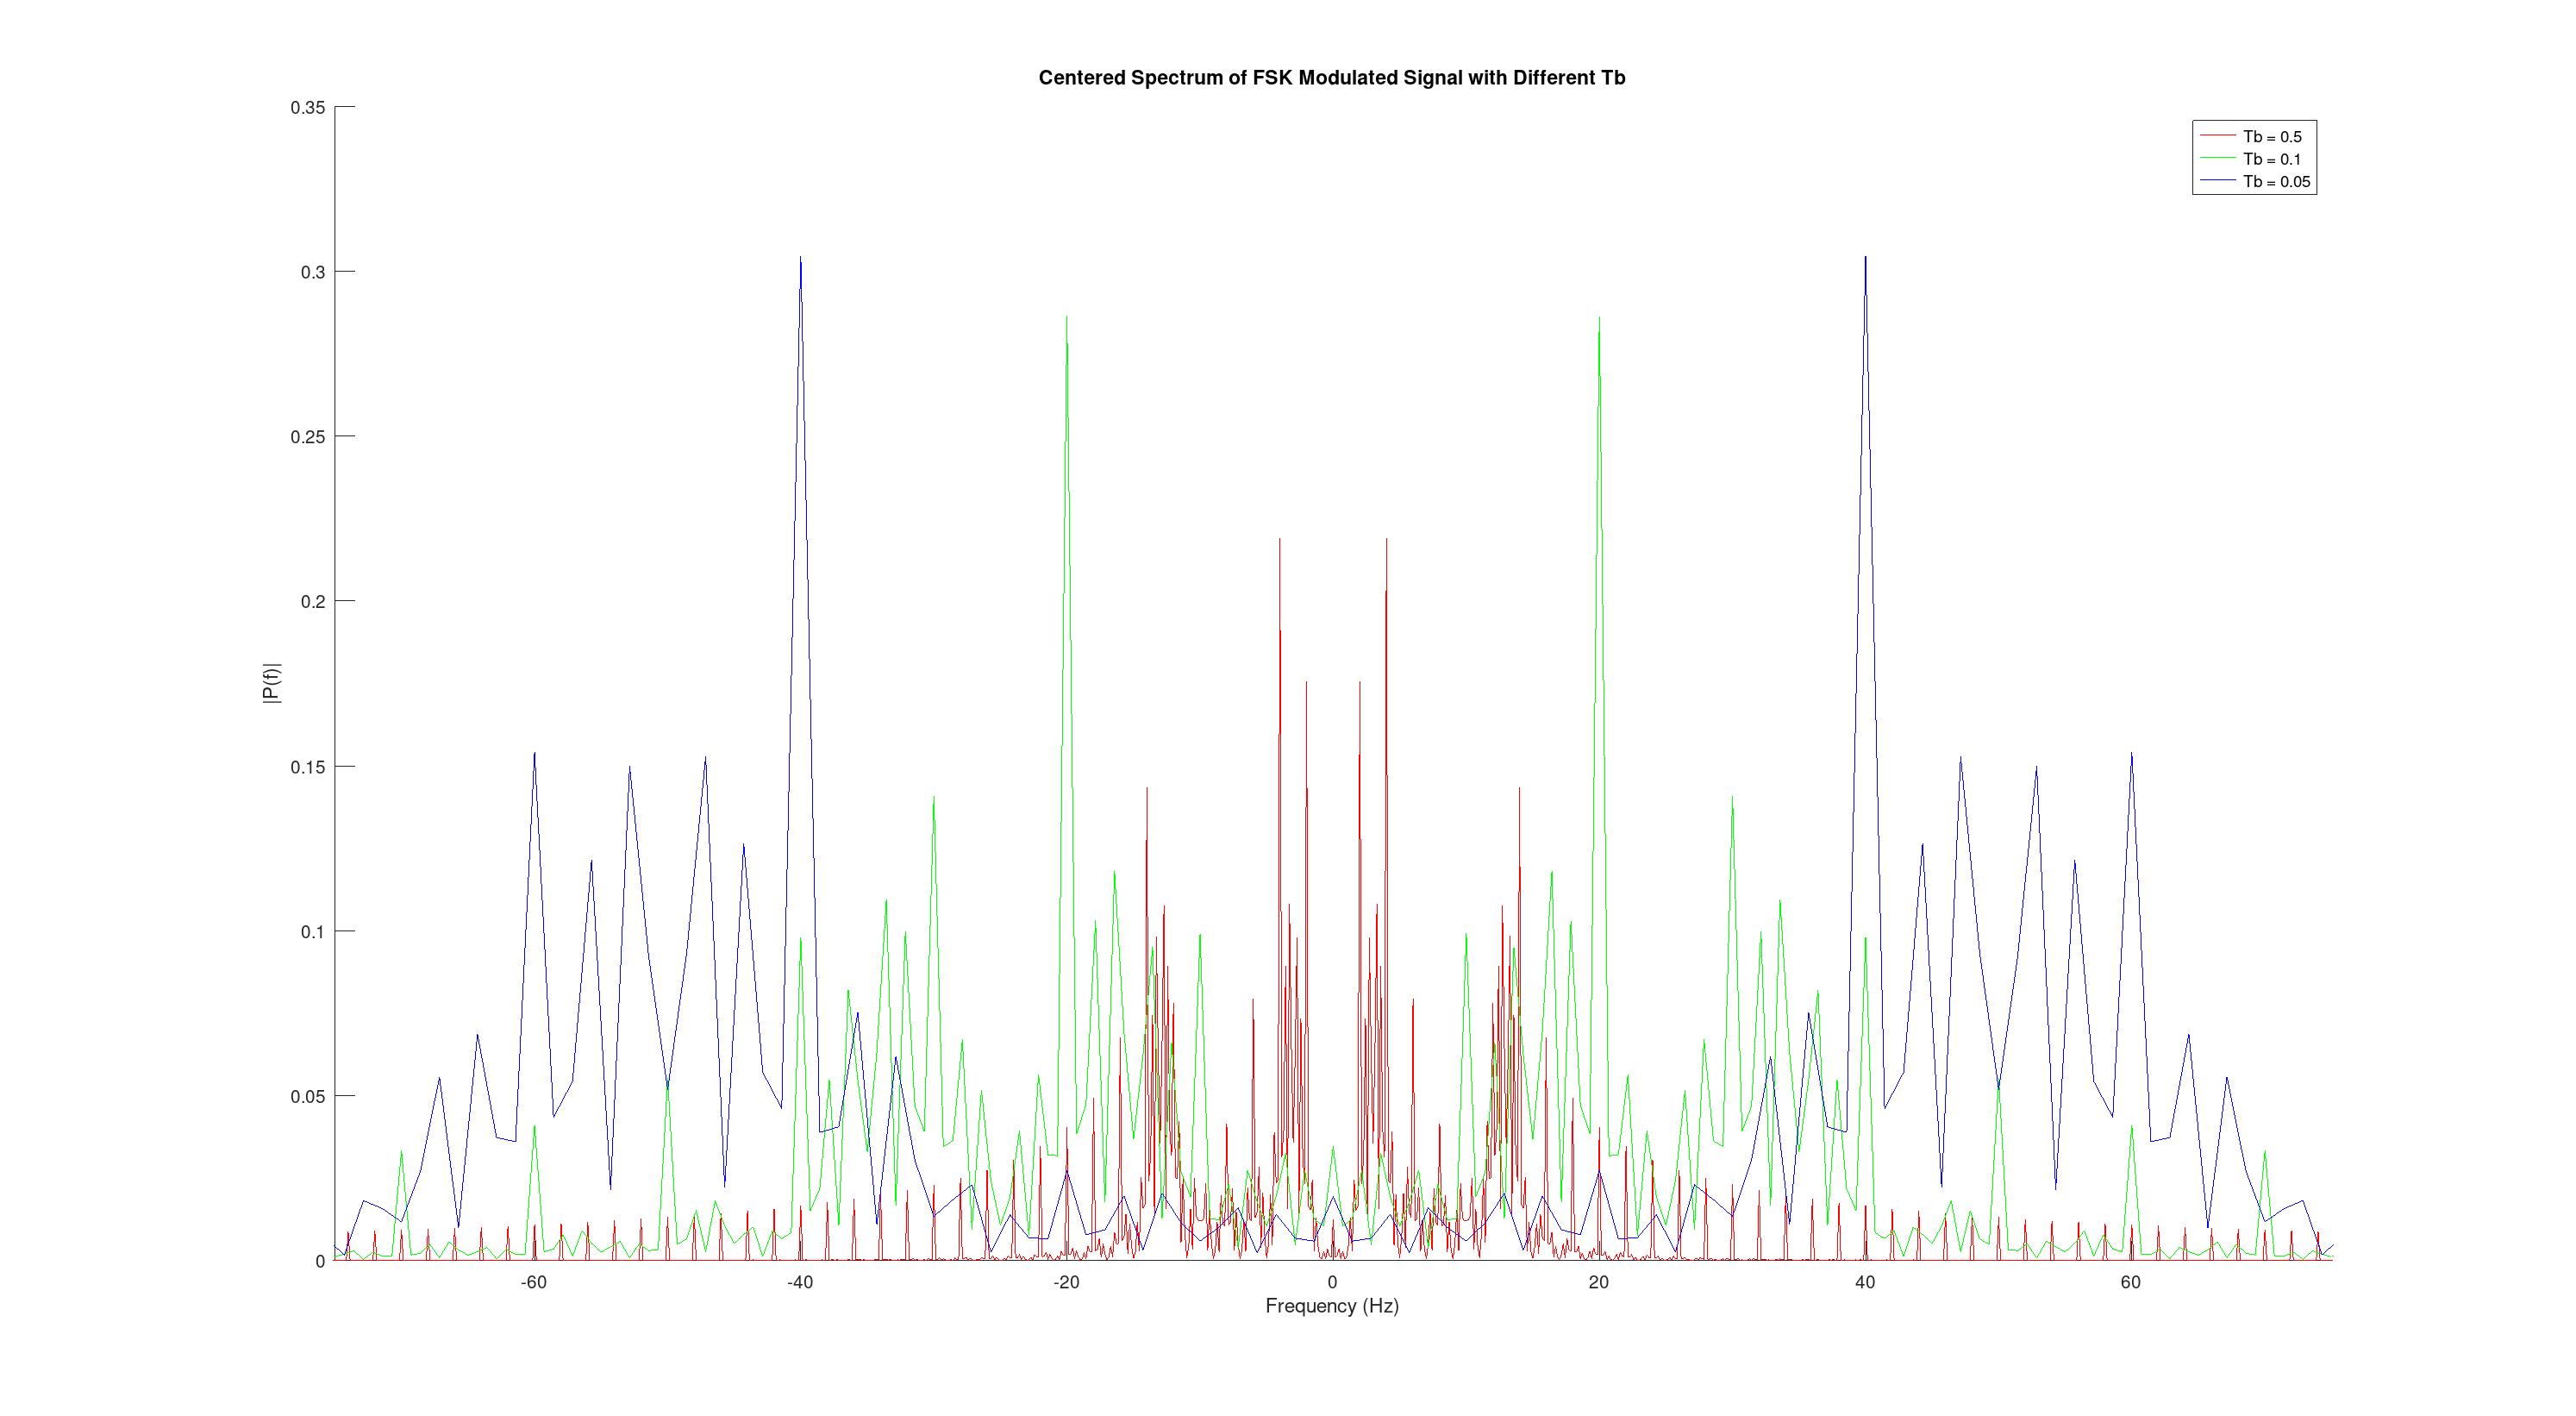 Centered Spectrum of FSK Modulated Signal with Different Tb
0.35
0.3
0.25
0.2
0.15
0.1
0.05
0
|P(f)|
Tb = 0.5
Tb = 0.1
Tb = 0.05
-60 -40 -20 0 20 40 60
Frequency (Hz)